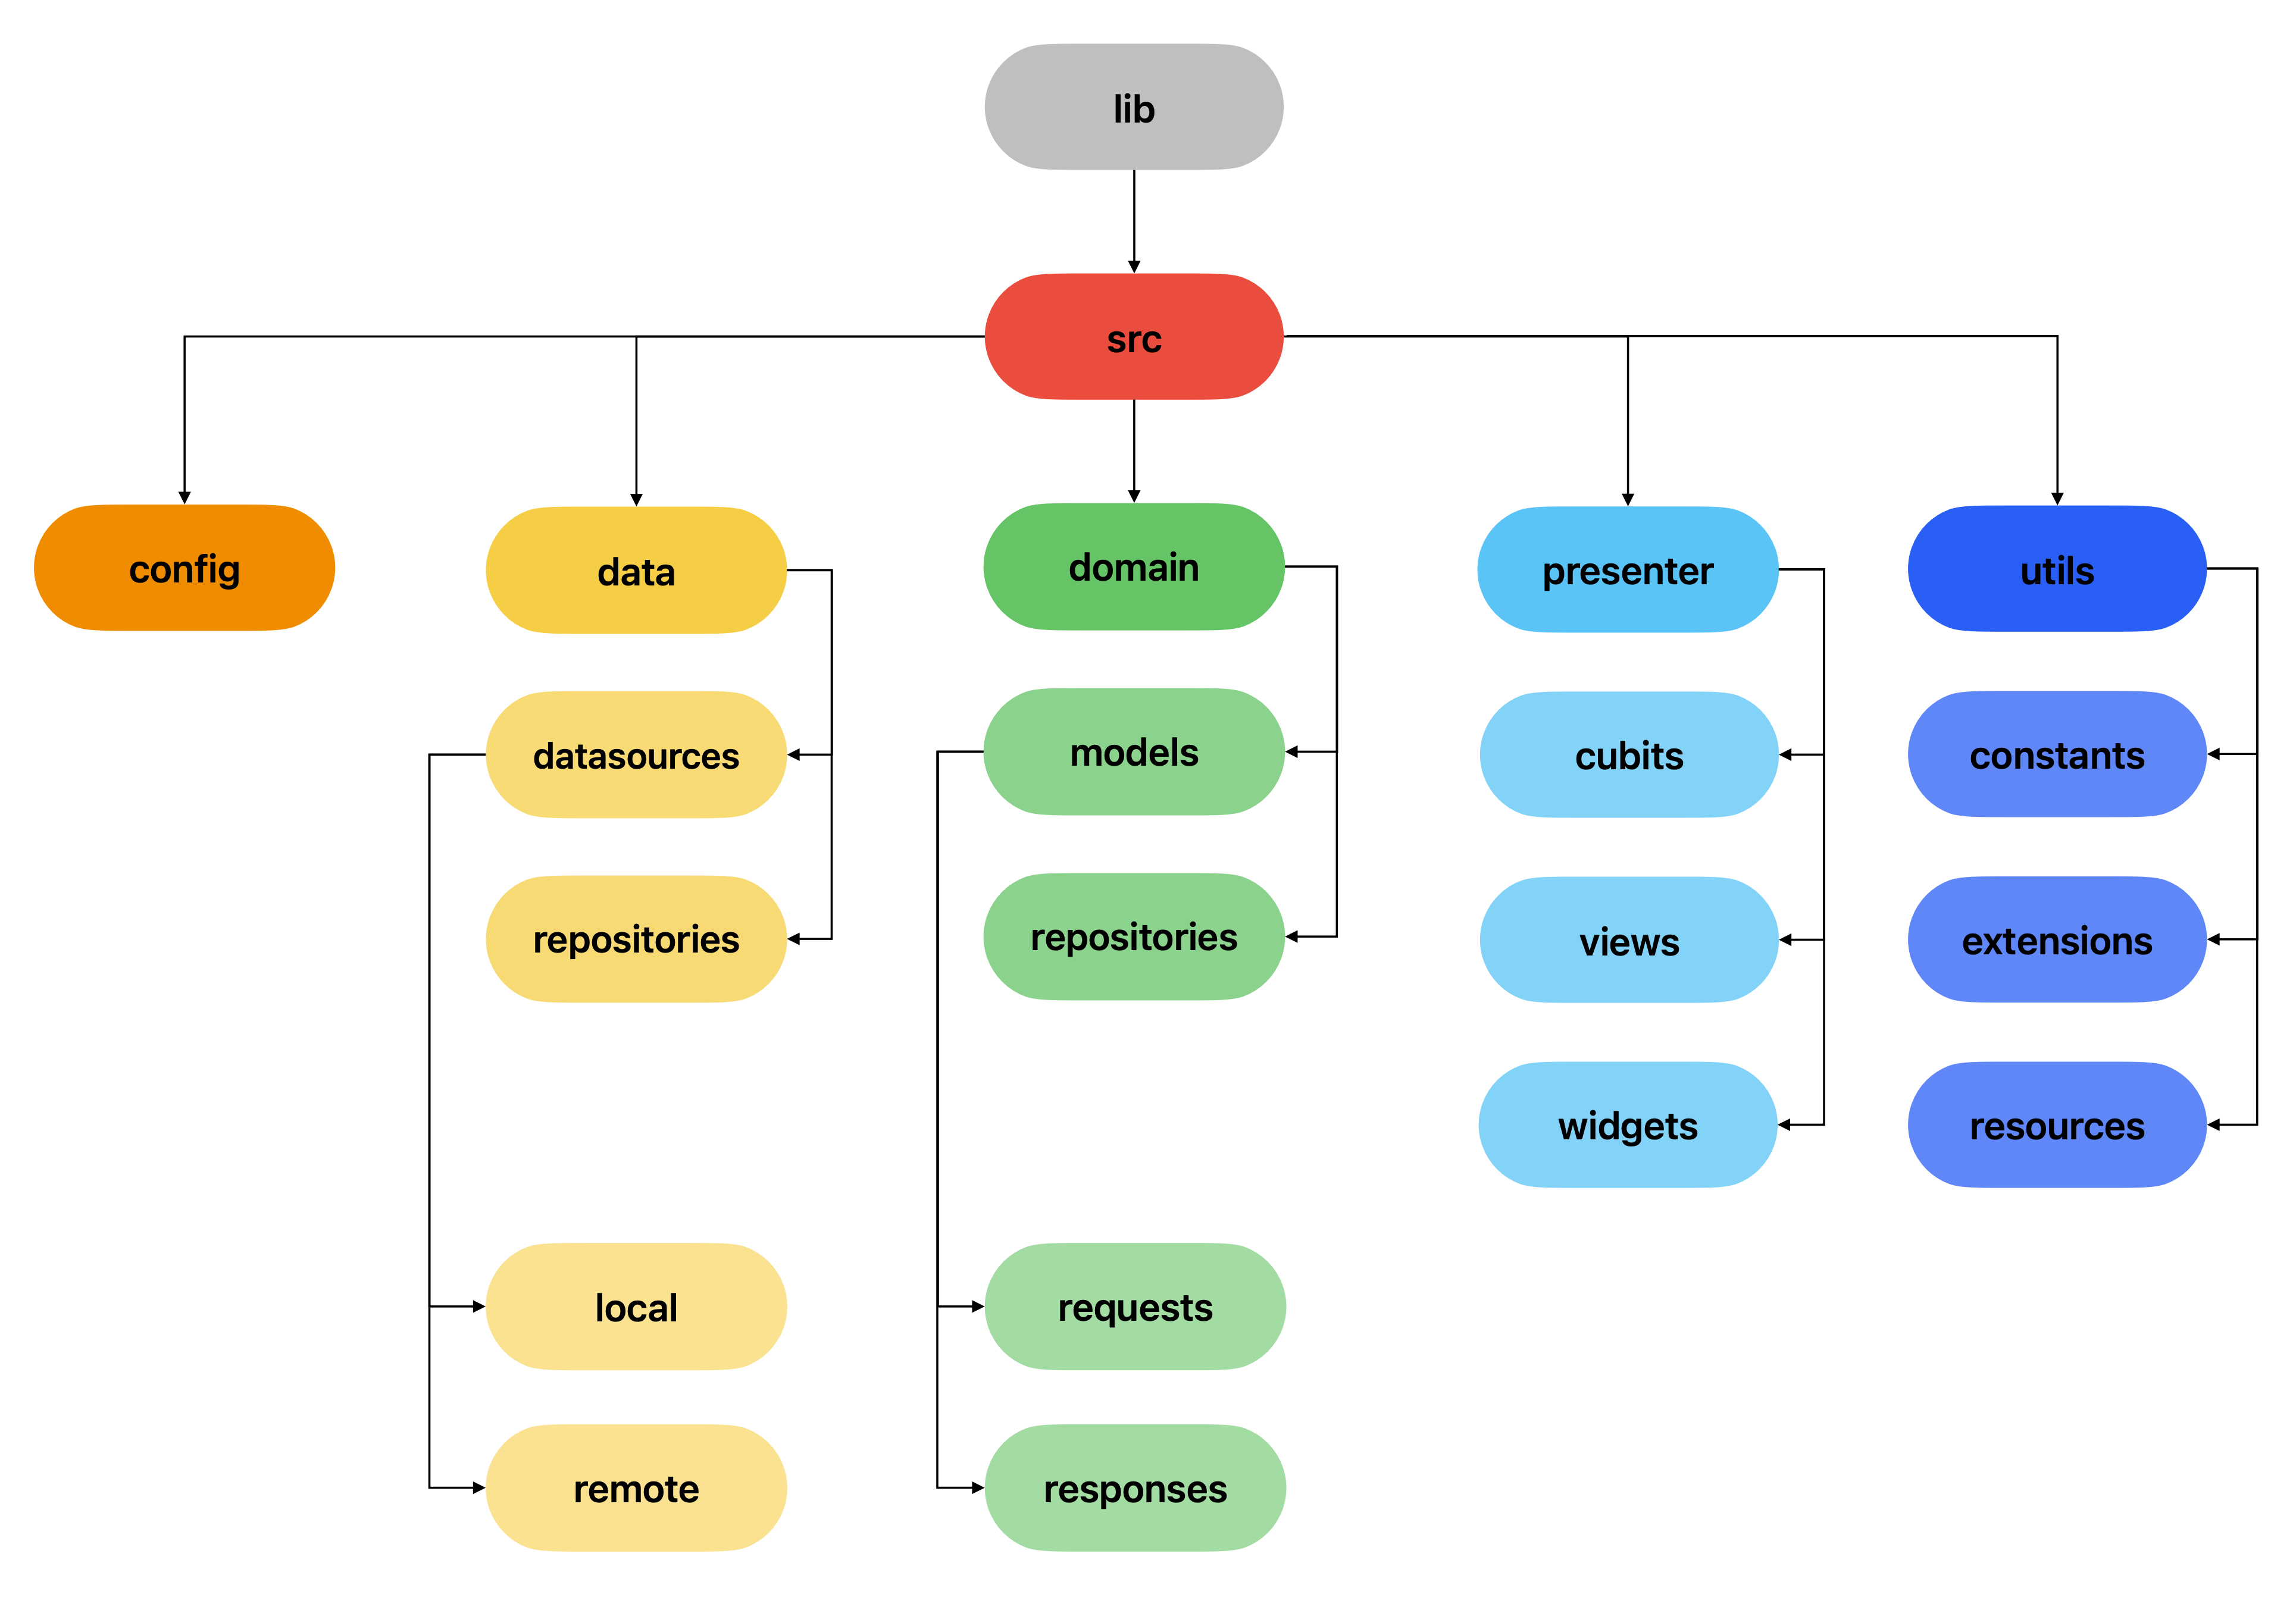 lib
src
config
data
domain
presenter
utils
datasources
models
cubits
constants
repositories
repositories
views
extensions
widgets
resources
local
requests
remote
responses